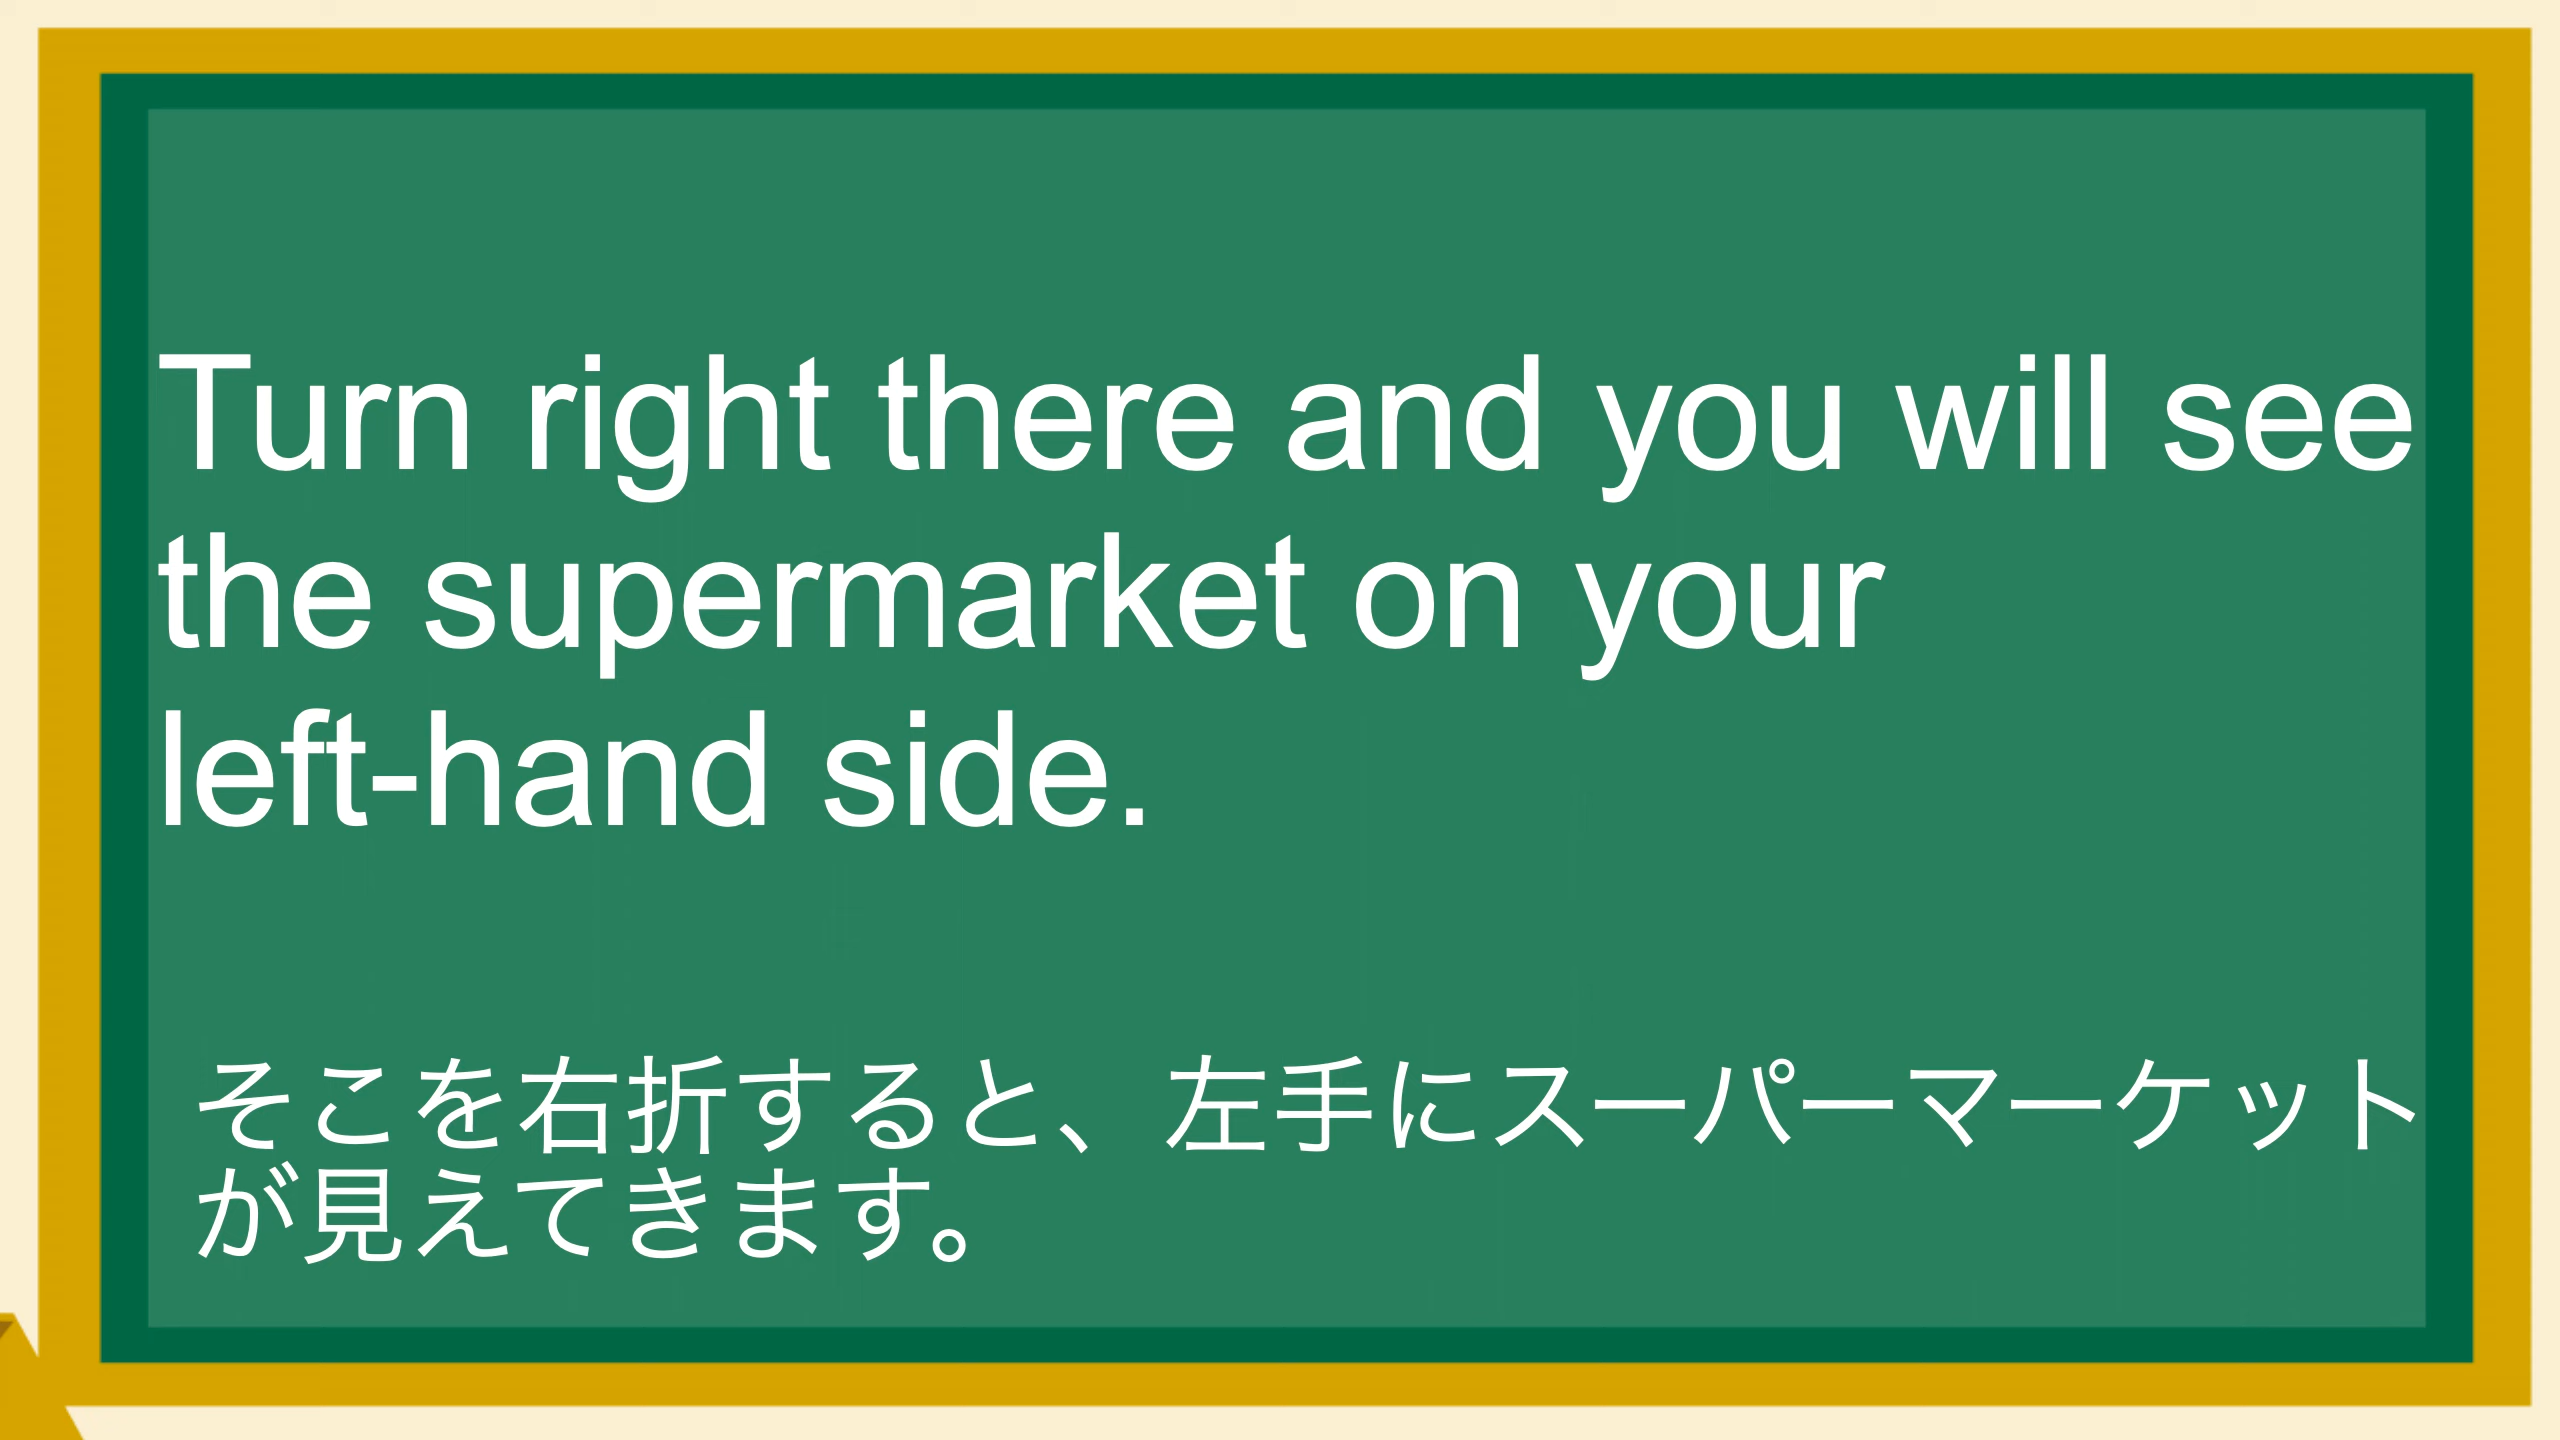 Turn right there and you will see
the supermarket on your
left-hand side.
そこを右折すると、左手にスーパーマーケット
が見えてきます。